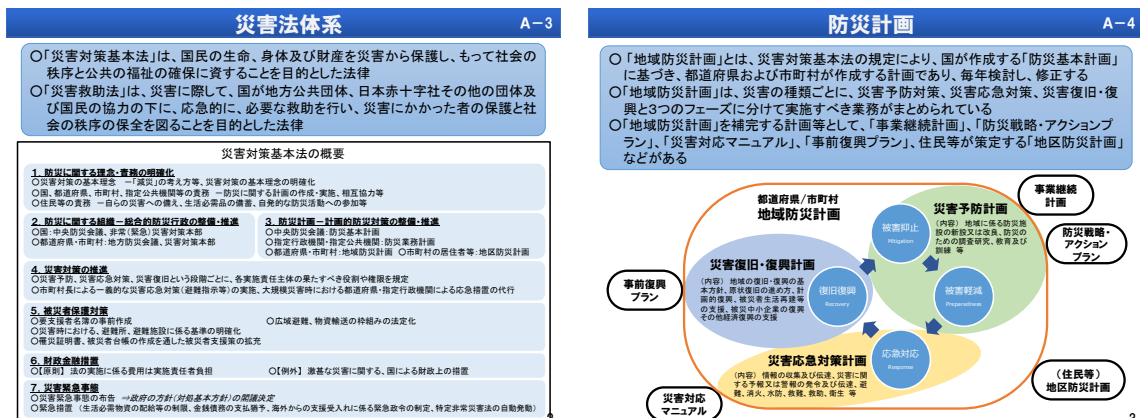 災害法体系
A-3
〇「災害対策基本法」は、国民の生命、身体及び財産を災害から保護し、もって社会の
秩序と公共の福祉の確保に資することを目的とした法律
〇「災害救助法」は、災害に際して、国が地方公共団体、日本赤十字社その他の団体及
び国民の協力の下に、応急的に、必要な救助を行い、災害にかかった者の保護と社
会の秩序の保全を図ることを目的とした法律
災害対策基本法の概要
1. 防災に関する理念・責務の明確化
〇災害対策の基本理念 -「減災」の考え方等、災害対策の基本理念の明確化
〇国、都道府県、市町村、指定公共機関等の責務 -防災に関する計画の作成・実施、相互協力等
〇住民等の責務 -自らの災害への備え、生活必需品の備蓄、自発的な防災活動への参加等
2. 防災に関する組織-総合的防災行政の整備・推進
〇国:中央防災会議、非常(緊急)災害対策本部
〇都道府県・市町村:地方防災会議、災害対策本部
3. 防災計画-計画的防災対策の整備・推進
〇中央防災会議:防災基本計画
〇指定行政機関・指定公共機関:防災業務計画
〇都道府県・市町村:地域防災計画 〇市町村の居住者等:地区防災計画
4. 災害対策の推進
〇災害予防、災害応急対策、災害復旧という段階ごとに、各実施責任主体の果たすべき役割や権限を規定
〇市町村長による一義的な災害応急対策(避難指示等)の実施、大規模災害時における都道府県・指定行政機関による応急措置の代行
5. 被災者保護対策
〇要支援者名簿の事前作成 〇広域避難、物資輸送の枠組みの法定化
〇災害時における、避難所、避難施設に係る基準の明確化
〇罹災証明書、被災者台帳の作成を通した被災者支援策の拡充
6. 財政金融措置
〇【原則】 法の実施に係る費用は実施責任者負担 〇【例外】 激甚な災害に関する、国による財政上の措置
7. 災害緊急事態
〇災害緊急事態の布告 ⇒政府の方針(対処基本方針)の閣議決定
〇緊急措置 (生活必需物資の配給等の制限、金銭債務の支払猶予、海外からの支援受入れに係る緊急政令の制定、特定非常災害法の自動発動)
防災計画
A-4
〇「地域防災計画」とは、災害対策基本法の規定により、国が作成する「防災基本計画」
に基づき、都道府県および市町村が作成する計画であり、毎年検討し、修正する
〇「地域防災計画」は、災害の種類ごとに、災害予防対策、災害応急対策、災害復旧・復
興と3つのフェーズに分けて実施すべき業務がまとめられている
〇「地域防災計画」を補完する計画等として、「事業継続計画」、「防災戦略・アクションプ
ラン」、「災害対応マニュアル」、「事前復興プラン」、住民等が策定する「地区防災計画」
などがある
都道府県/市町村
地域防災計画
事業継続
計画
防災戦略・
アクション
プラン
災害予防計画
(内容) 地域に係る防災施設
の新設又は改良、防災の
ための調査研究、教育及び
訓練 等
被害抑止
Mitigation
被害軽減
Preparedness
災害復旧・復興計画
(内容) 地域の復旧・復興の基
本方針、原状復旧の進め方、計
画的復興、被災者生活再建等
の支援、被災中小企業の復興
その他経済復興の支援
復旧復興
Recovery
事前復興
プラン
応急対応
Response
災害応急対策計画
(内容) 情報の収集及び伝達、災害に関
する予報又は警報の発令及び伝達、避
難、消火、水防、救難、救助、衛生 等
災害対応
マニュアル
(住民等)
地区防災計画